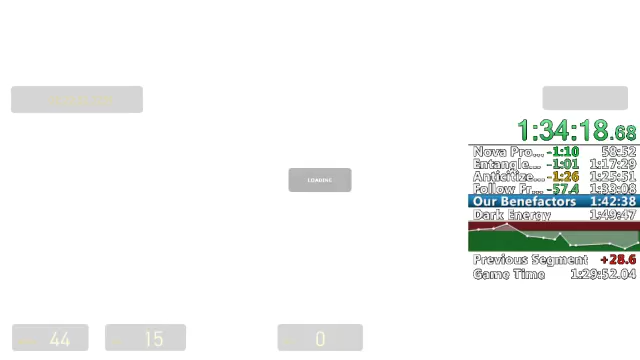 1:34:18.68
Nova Pro... -1:10 58:52
Entangle... -1:01 1:17:29
Anticitize... -1:26 1:25:51
Follow Fr... -57.4 1:33:08
LOADING
Our Benefactors 1:42:38
Dark Energy 1:49:47
Previous Segment +28.6
Game Time 1:29:52.04
44 15 0